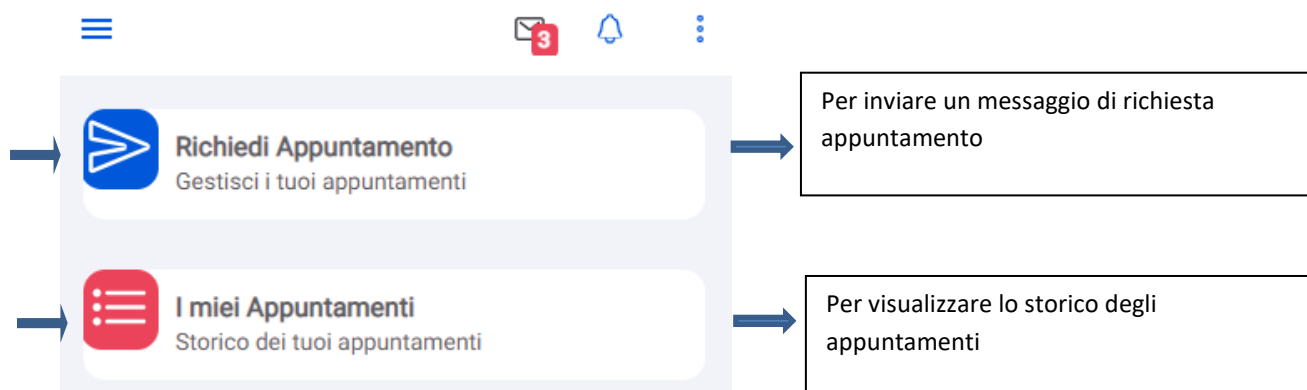 3
Richiedi Appuntamento
Gestisci i tuoi appuntamenti
Per inviare un messaggio di richiesta
appuntamento
I miei Appuntamenti
Storico dei tuoi appuntamenti
Per visualizzare lo storico degli
appuntamenti